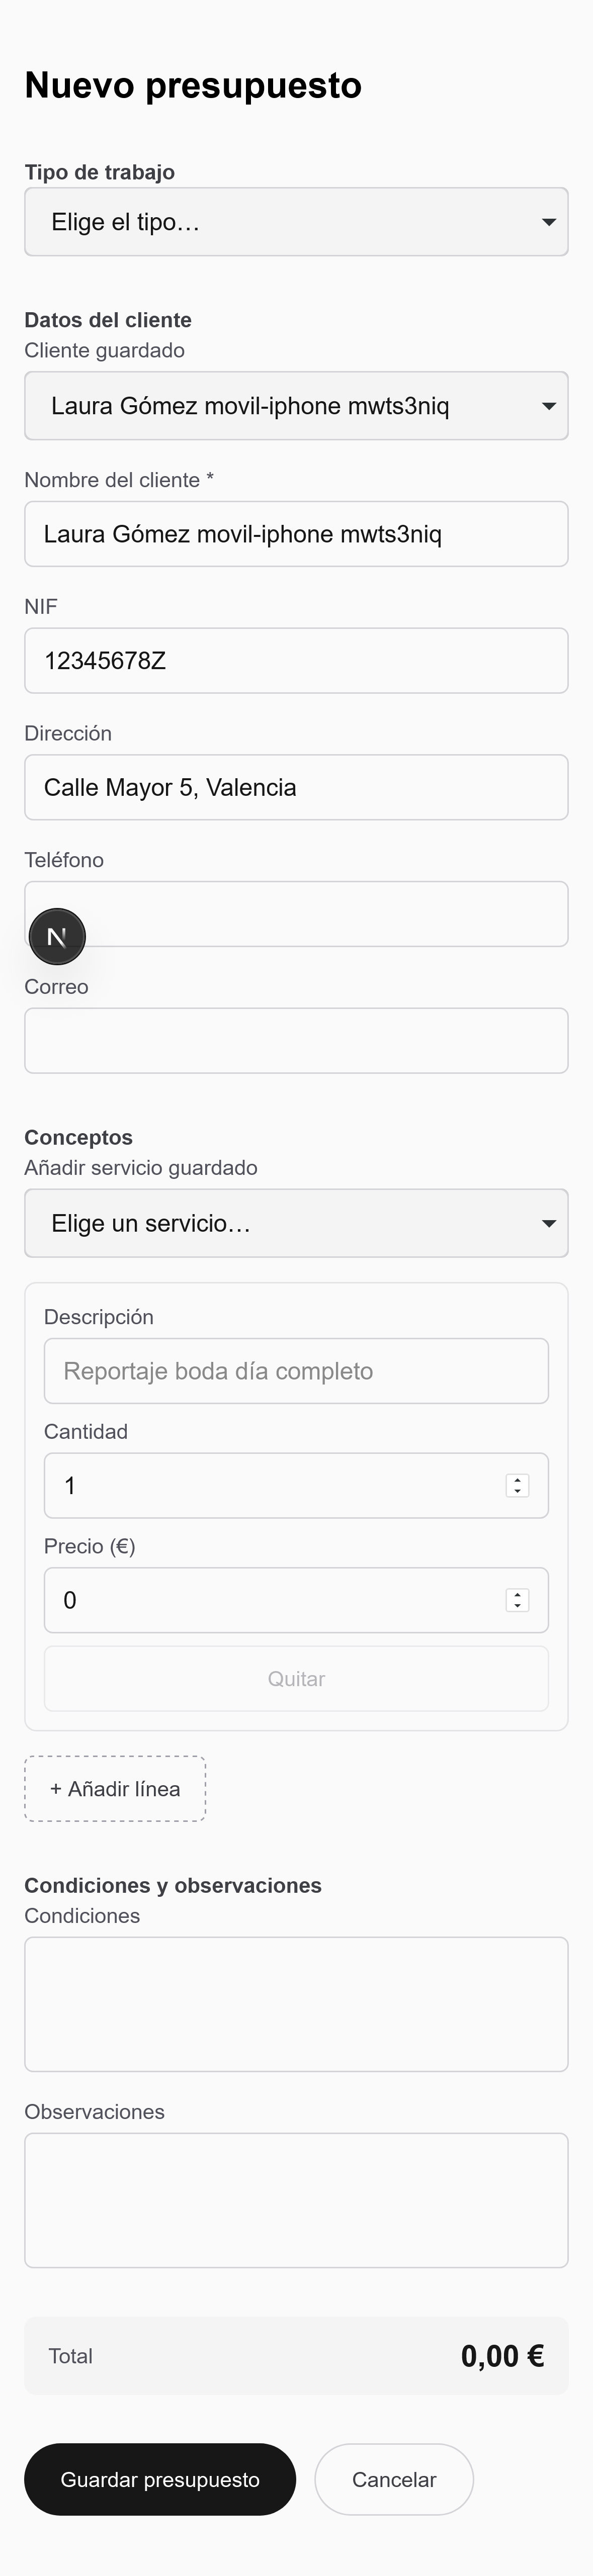 Nuevo presupuesto
Tipo de trabajo
Elige el tipo…
Datos del cliente
Cliente guardado
Laura Gómez movil-iphone mwts3niq
Nombre del cliente *
Laura Gómez movil-iphone mwts3niq
NIF
12345678Z
Dirección
Calle Mayor 5, Valencia
Teléfono
N
Correo
Conceptos
Añadir servicio guardado
Elige un servicio…
Descripción
Reportaje boda día completo
Cantidad
1
Precio (€)
0
Quitar
+ Añadir línea
Condiciones y observaciones
Condiciones
Observaciones
Total 0,00 €
Guardar presupuesto Cancelar